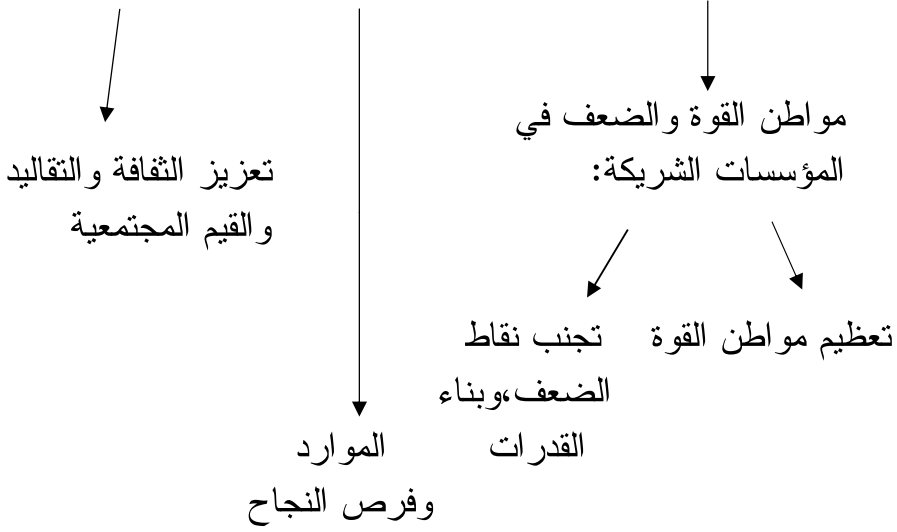 مواطن القوة والضعف في
المؤسسات الشريكة:
تعزيز الثفافة والتقاليد
والقيم المجتمعية
تعظيم مواطن القوة
تجنب نقاط
الضعف،وبناء
القدرات
الموارد
وفرص النجاح